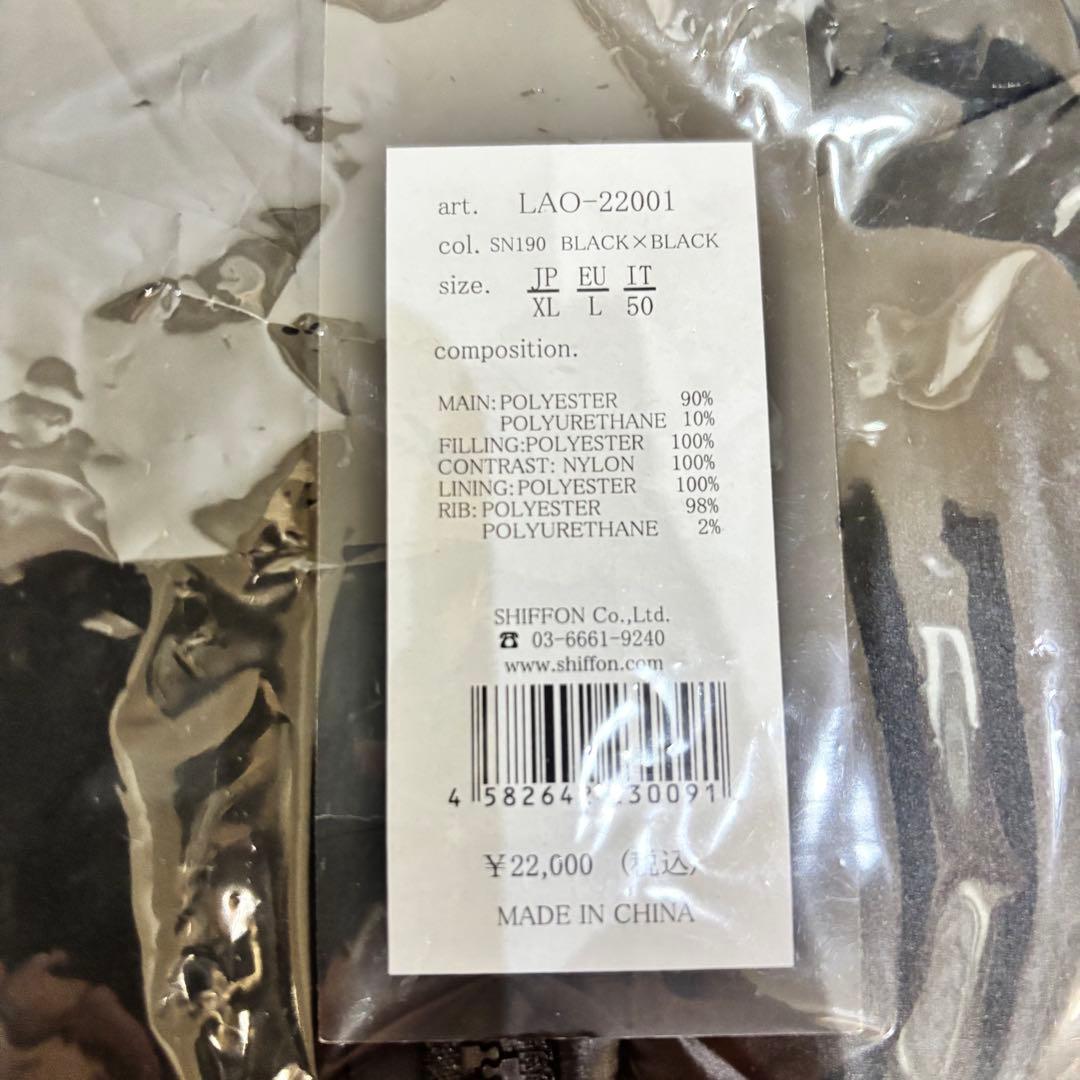 art. LAO-22001
col. SN190 BLACK×BLACK
size. JP EU IT
XL L 50
composition.
MAIN: POLYESTER 90%
POLYURETHANE 10%
FILLING:POLYESTER 100%
CONTRAST: NYLON 100%
LINING:POLYESTER 100%
RIB: POLYESTER 98%
POLYURETHANE 2%
SHIFFON Co.,Ltd.
☎ 03-6661-9240
www.shiffon.com
¥22,000 (税込)
MADE IN CHINA